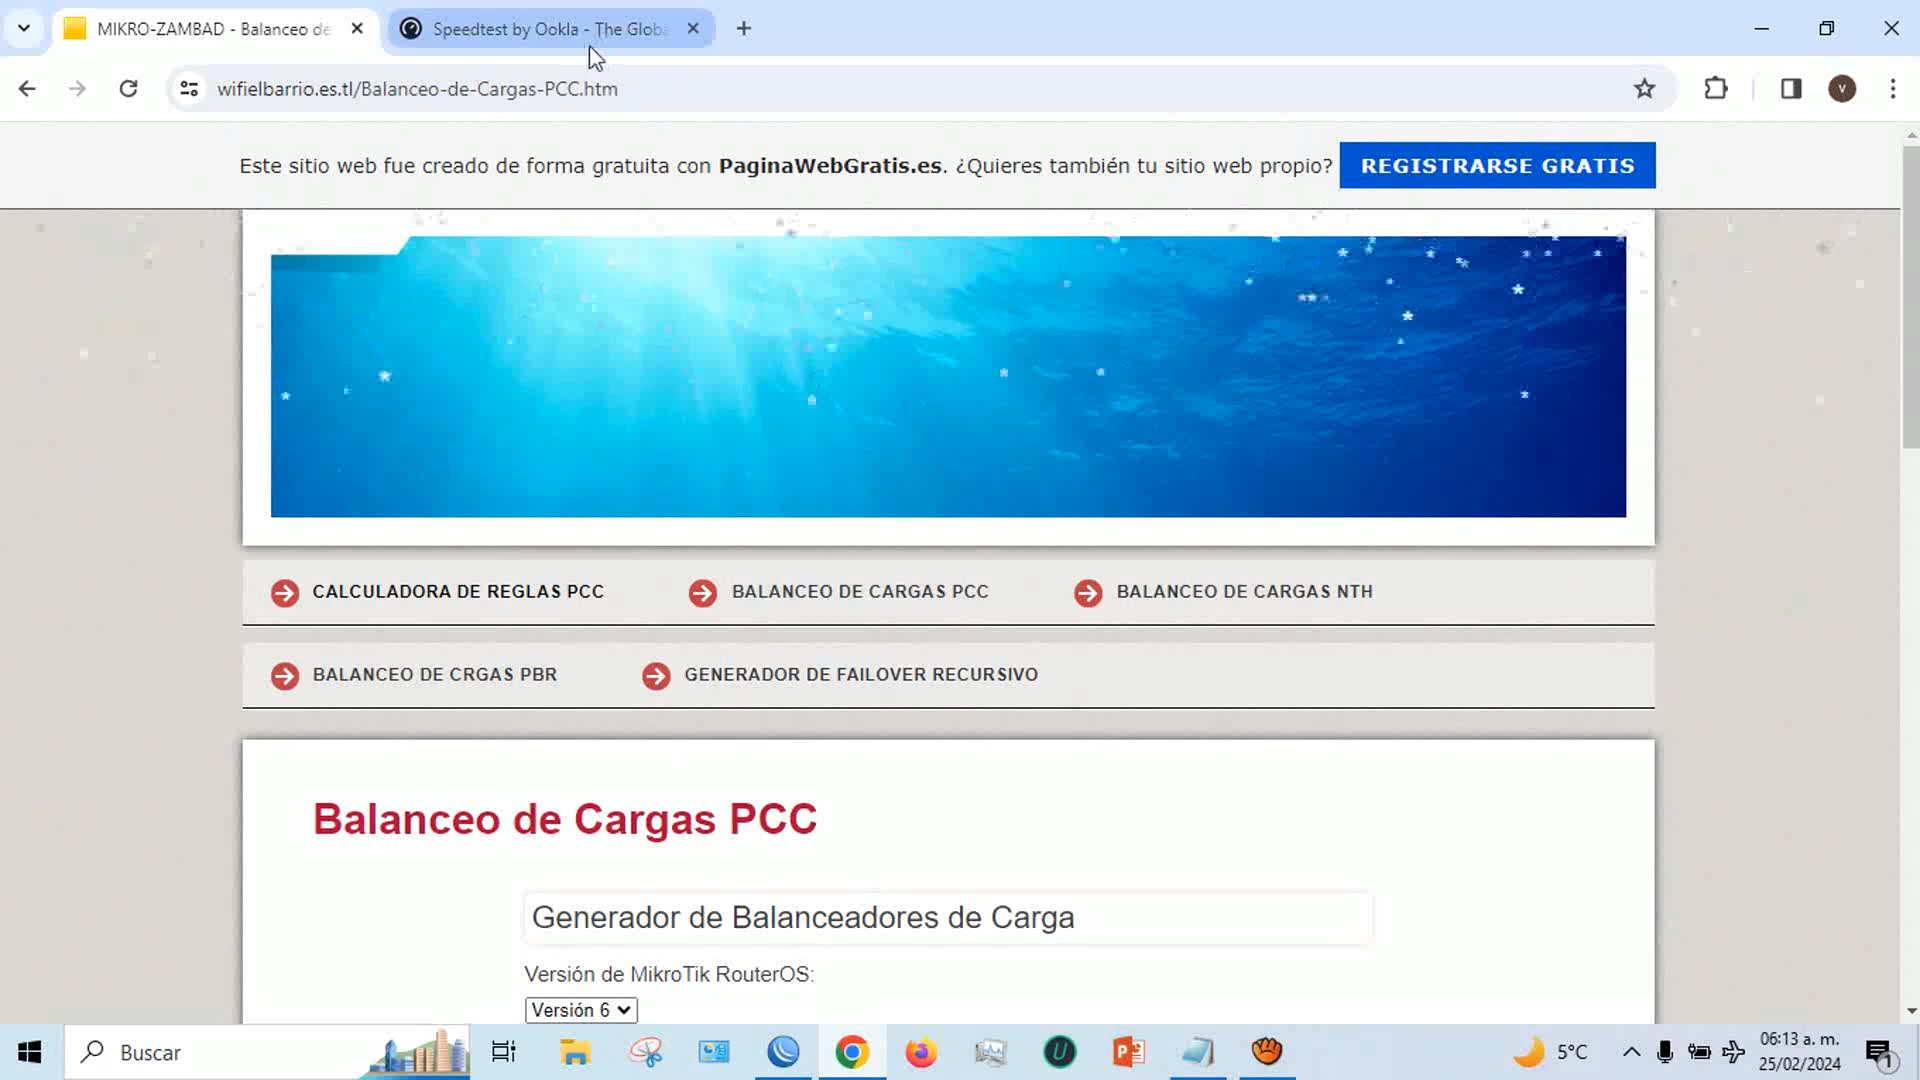 MIKRO-ZAMBAD - Balanceo de
Speedtest by Ookla - The Globa
wifielbarrio.es.tl/Balanceo-de-Cargas-PCC.htm
V
Este sitio web fue creado de forma gratuita con PaginaWebGratis.es. ¿Quieres también tu sitio web propio?
REGISTRARSE GRATIS
CALCULADORA DE REGLAS PCC
BALANCEO DE CARGAS PCC
BALANCEO DE CARGAS NTH
BALANCEO DE CRGAS PBR
GENERADOR DE FAILOVER RECURSIVO
Balanceo de Cargas PCC
Generador de Balanceadores de Carga
Versión de MikroTik RouterOS:
Versión 6
Buscar
5°C
06:13 a. m.
25/02/2024
1